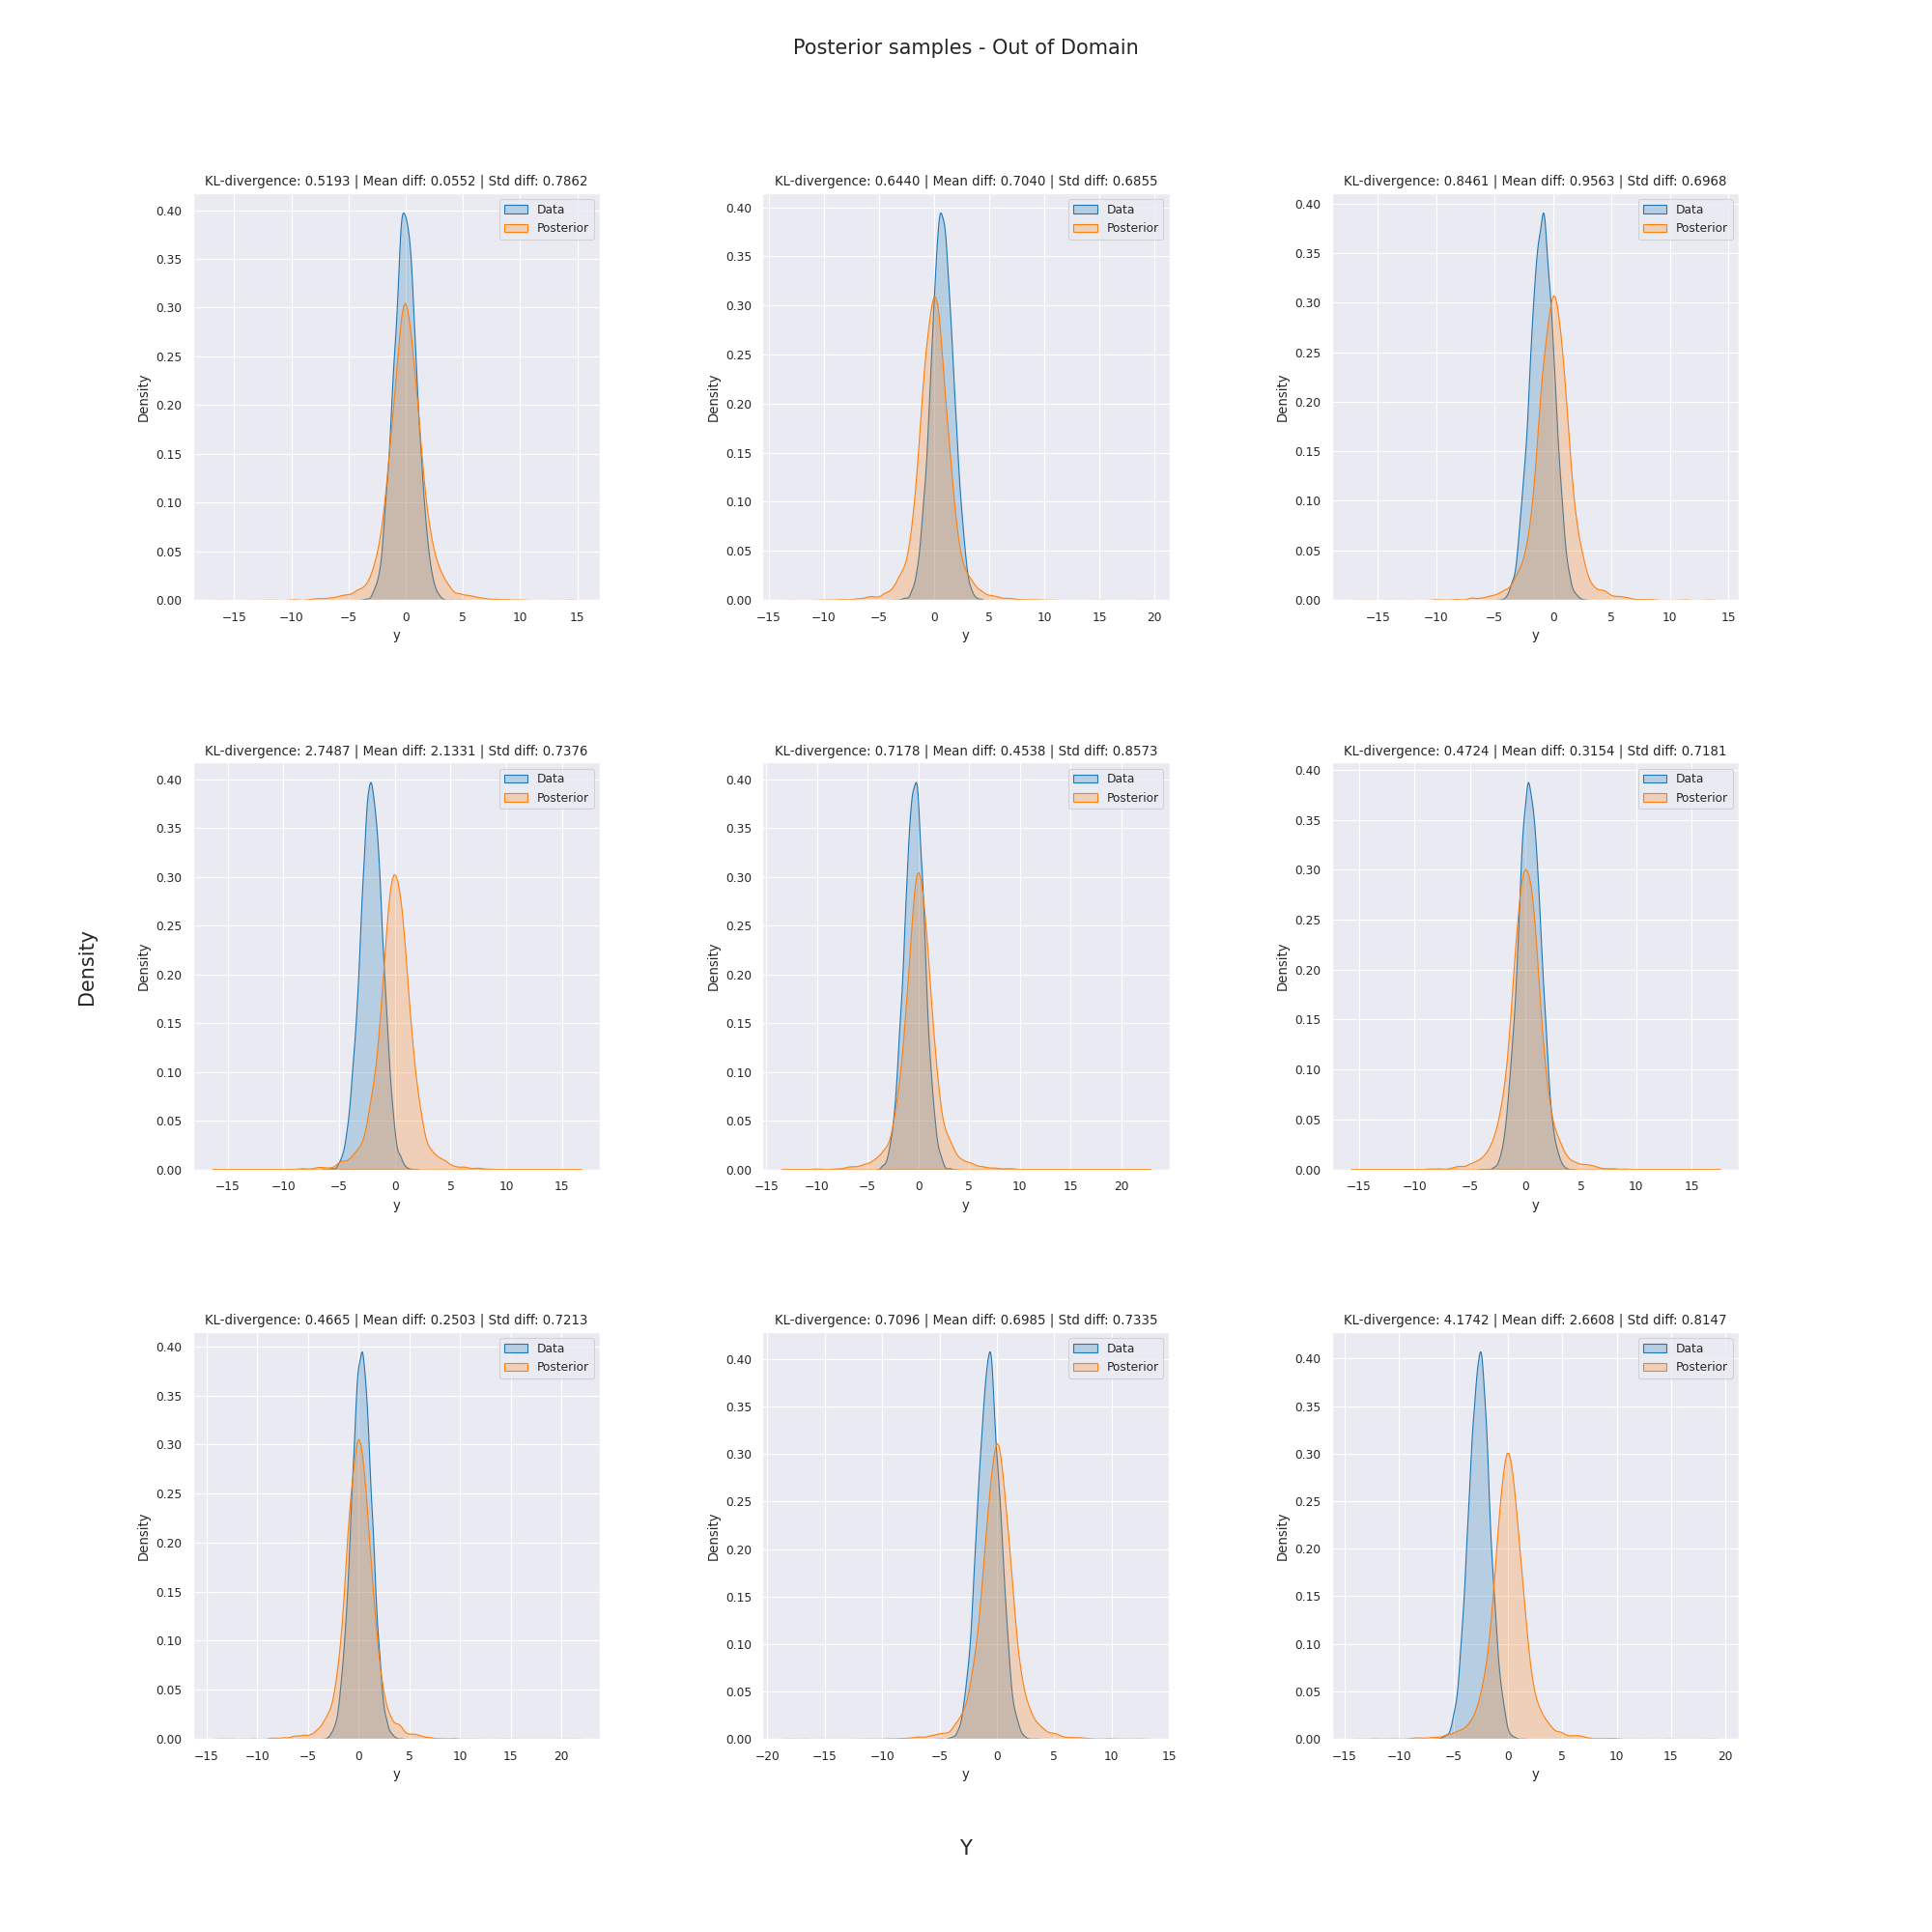 Posterior samples - Out of Domain
KL-divergence: 0.5193 | Mean diff: 0.0552 | Std diff: 0.7862
Data
Posterior
0.40
0.35
0.30
0.25
0.20
0.15
0.10
0.05
0.00
Density
−15 −10 −5 0 5 10 15
y
KL-divergence: 0.6440 | Mean diff: 0.7040 | Std diff: 0.6855
Data
Posterior
0.40
0.35
0.30
0.25
0.20
0.15
0.10
0.05
0.00
Density
−15 −10 −5 0 5 10 15 20
y
KL-divergence: 0.8461 | Mean diff: 0.9563 | Std diff: 0.6968
Data
Posterior
0.40
0.35
0.30
0.25
0.20
0.15
0.10
0.05
0.00
Density
−15 −10 −5 0 5 10 15
y
Density
KL-divergence: 2.7487 | Mean diff: 2.1331 | Std diff: 0.7376
Data
Posterior
0.40
0.35
0.30
0.25
0.20
0.15
0.10
0.05
0.00
Density
−15 −10 −5 0 5 10 15
y
KL-divergence: 0.7178 | Mean diff: 0.4538 | Std diff: 0.8573
Data
Posterior
0.40
0.35
0.30
0.25
0.20
0.15
0.10
0.05
0.00
Density
−15 −10 −5 0 5 10 15 20
y
KL-divergence: 0.4724 | Mean diff: 0.3154 | Std diff: 0.7181
Data
Posterior
0.40
0.35
0.30
0.25
0.20
0.15
0.10
0.05
0.00
Density
−15 −10 −5 0 5 10 15
y
KL-divergence: 0.4665 | Mean diff: 0.2503 | Std diff: 0.7213
Data
Posterior
0.40
0.35
0.30
0.25
0.20
0.15
0.10
0.05
0.00
Density
−15 −10 −5 0 5 10 15 20
y
KL-divergence: 0.7096 | Mean diff: 0.6985 | Std diff: 0.7335
Data
Posterior
0.40
0.35
0.30
0.25
0.20
0.15
0.10
0.05
0.00
Density
−20 −15 −10 −5 0 5 10 15
y
KL-divergence: 4.1742 | Mean diff: 2.6608 | Std diff: 0.8147
Data
Posterior
0.40
0.35
0.30
0.25
0.20
0.15
0.10
0.05
0.00
Density
−15 −10 −5 0 5 10 15 20
y
Y